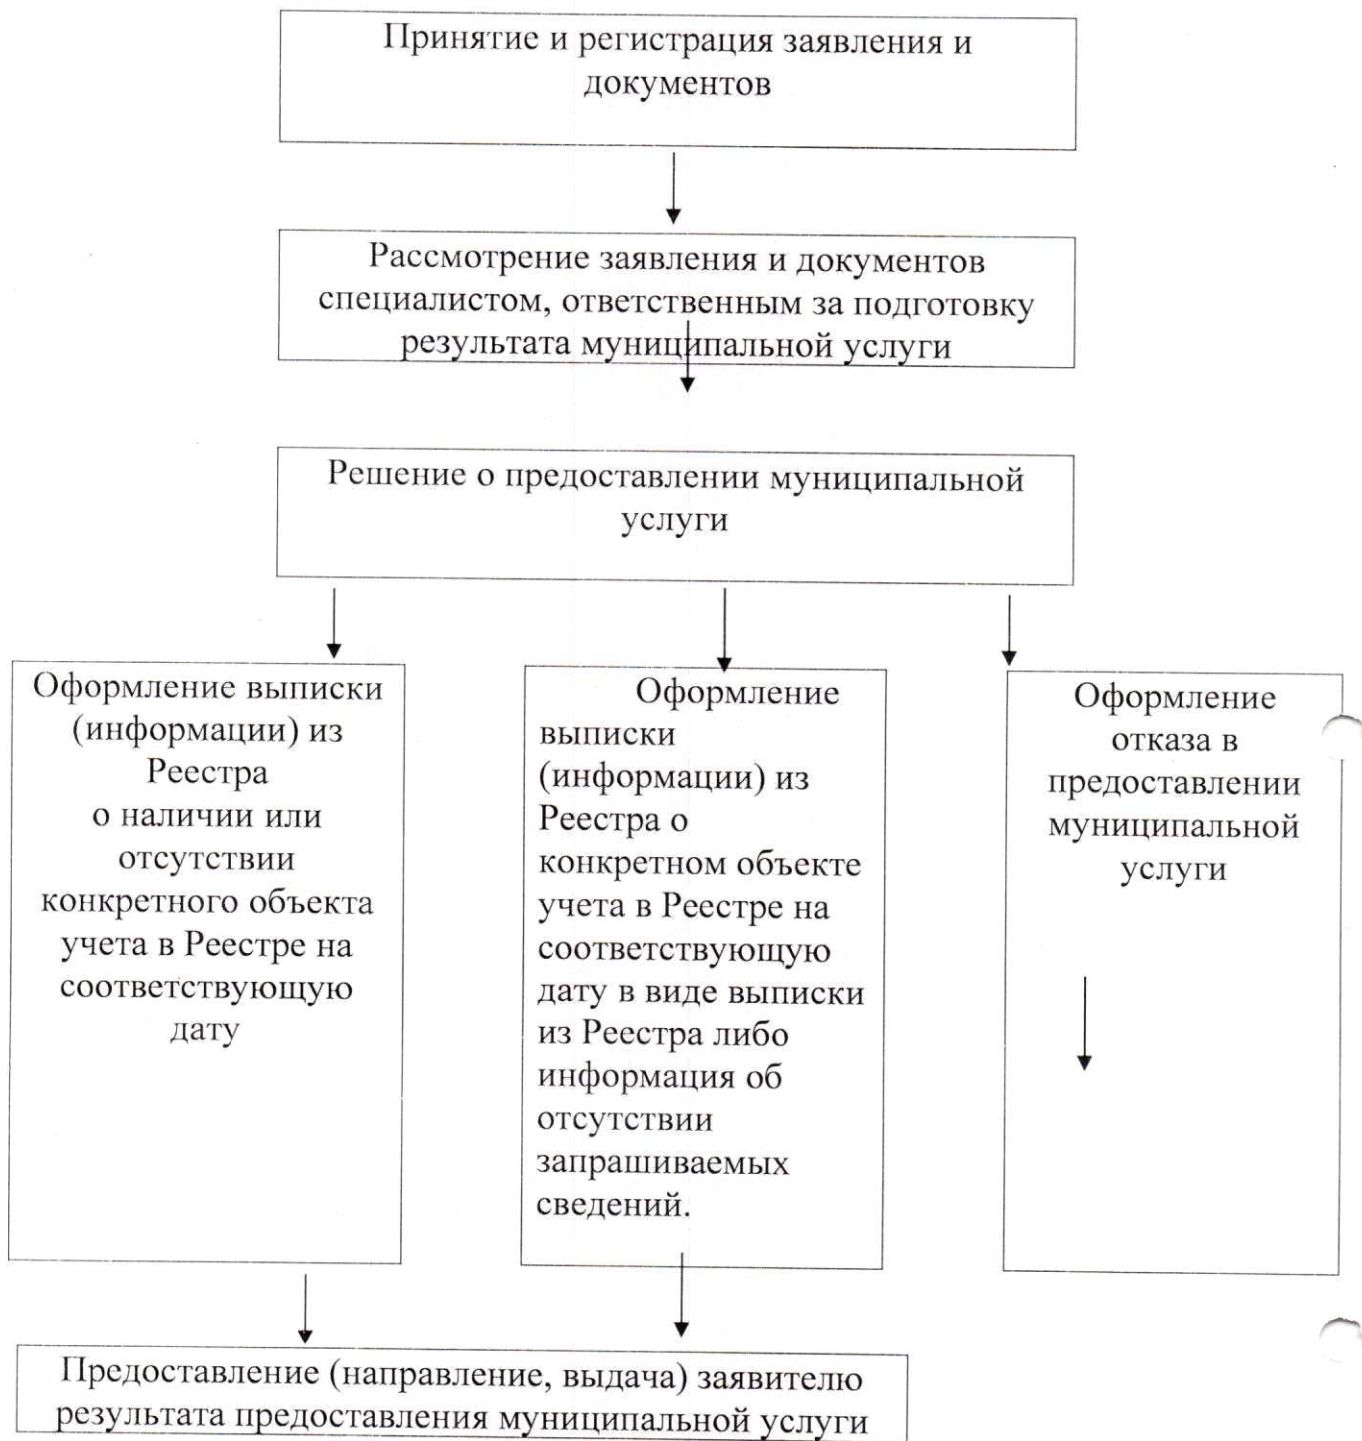 Принятие и регистрация заявления и
документов
Рассмотрение заявления и документов
специалистом, ответственным за подготовку
результата муниципальной услуги
Решение о предоставлении муниципальной
услуги
Оформление выписки
(информации) из
Реестра
о наличии или
отсутствии
конкретного объекта
учета в Реестре на
соответствующую
дату
Оформление
выписки
(информации) из
Реестра о
конкретном объекте
учета в Реестре на
соответствующую
дату в виде выписки
из Реестра либо
информация об
отсутствии
запрашиваемых
сведений.
Оформление
отказа в
предоставлении
муниципальной
услуги
Предоставление (направление, выдача) заявителю
результата предоставления муниципальной услуги